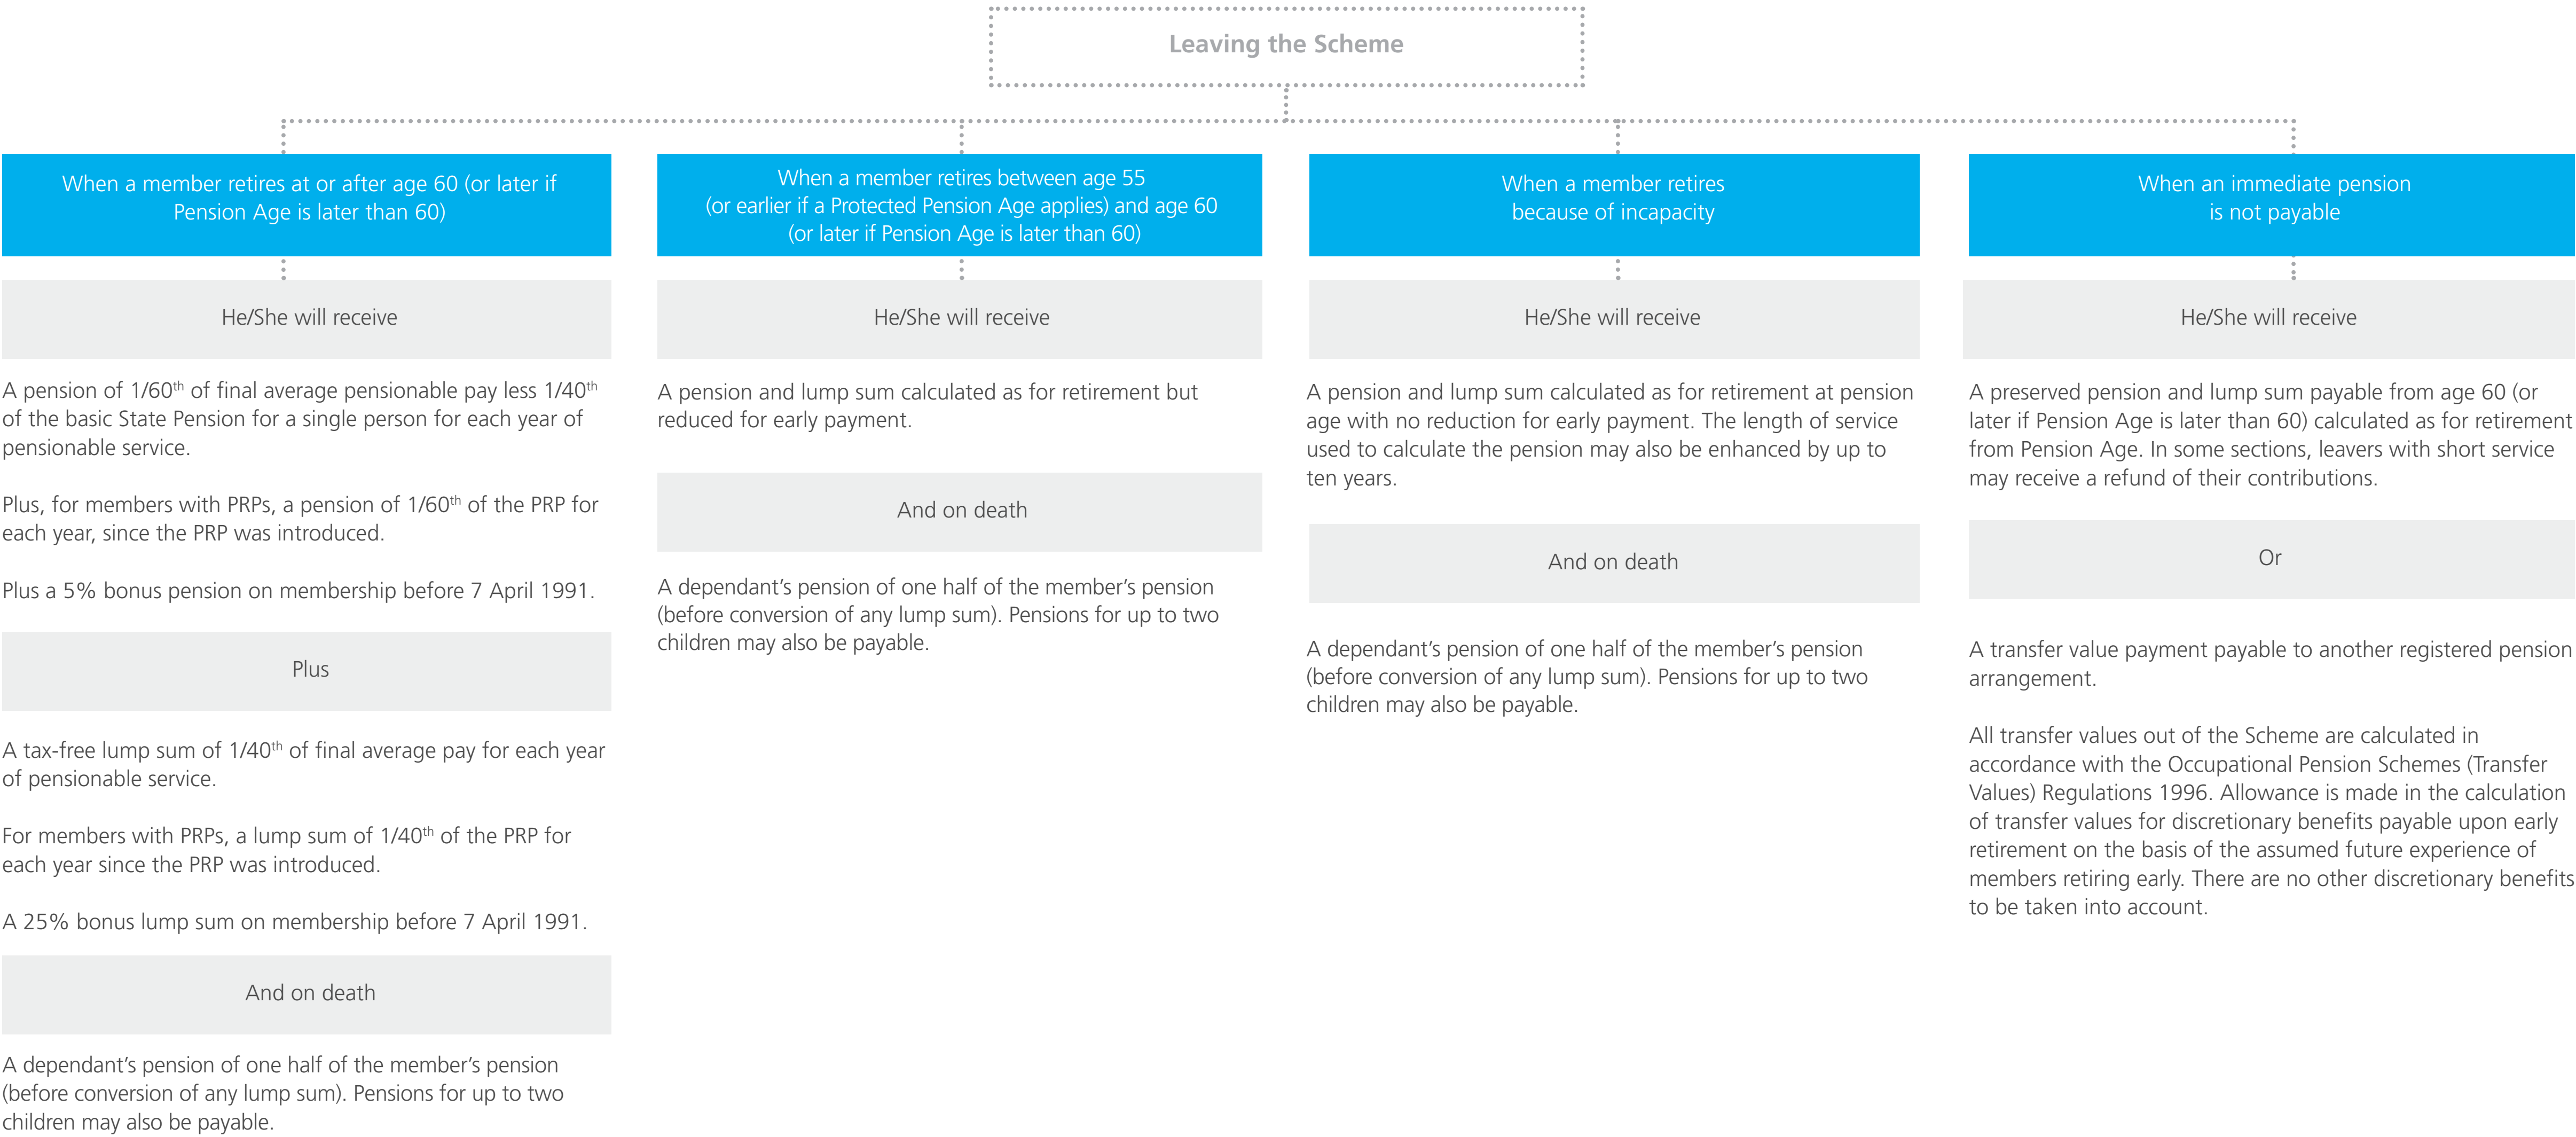 Leaving the Scheme
When a member retires at or after age 60 (or later if
Pension Age is later than 60)
He/She will receive
A pension of 1/60th of final average pensionable pay less 1/40th
of the basic State Pension for a single person for each year of
pensionable service.
Plus, for members with PRPs, a pension of 1/60th of the PRP for
each year, since the PRP was introduced.
Plus a 5% bonus pension on membership before 7 April 1991.
Plus
A tax-free lump sum of 1/40th of final average pay for each year
of pensionable service.
For members with PRPs, a lump sum of 1/40th of the PRP for
each year since the PRP was introduced.
A 25% bonus lump sum on membership before 7 April 1991.
And on death
A dependant’s pension of one half of the member’s pension
(before conversion of any lump sum). Pensions for up to two
children may also be payable.
When a member retires between age 55
(or earlier if a Protected Pension Age applies) and age 60
(or later if Pension Age is later than 60)
He/She will receive
A pension and lump sum calculated as for retirement but
reduced for early payment.
And on death
A dependant’s pension of one half of the member’s pension
(before conversion of any lump sum). Pensions for up to two
children may also be payable.
When a member retires
because of incapacity
He/She will receive
A pension and lump sum calculated as for retirement at pension
age with no reduction for early payment. The length of service
used to calculate the pension may also be enhanced by up to
ten years.
And on death
A dependant’s pension of one half of the member’s pension
(before conversion of any lump sum). Pensions for up to two
children may also be payable.
When an immediate pension
is not payable
He/She will receive
A preserved pension and lump sum payable from age 60 (or
later if Pension Age is later than 60) calculated as for retirement
from Pension Age. In some sections, leavers with short service
may receive a refund of their contributions.
Or
A transfer value payment payable to another registered pension
arrangement.
All transfer values out of the Scheme are calculated in
accordance with the Occupational Pension Schemes (Transfer
Values) Regulations 1996. Allowance is made in the calculation
of transfer values for discretionary benefits payable upon early
retirement on the basis of the assumed future experience of
members retiring early. There are no other discretionary benefits
to be taken into account.